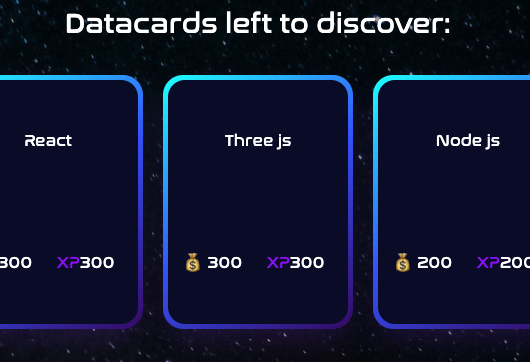 Datacards left to discover:
React
Three js
Node js
300 XP300
300 XP300
200 XP200